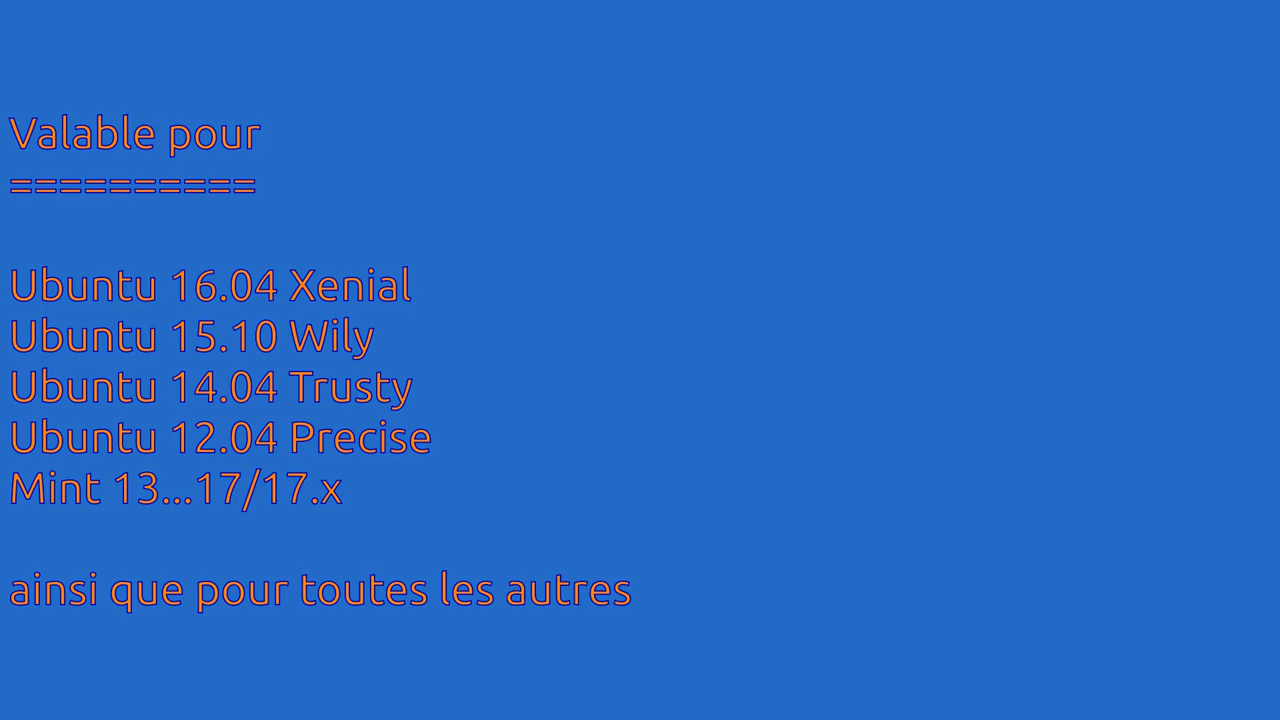 Valable pour
==========
Ubuntu 16.04 Xenial
Ubuntu 15.10 Wily
Ubuntu 14.04 Trusty
Ubuntu 12.04 Precise
Mint 13...17/17.x
ainsi que pour toutes les autres